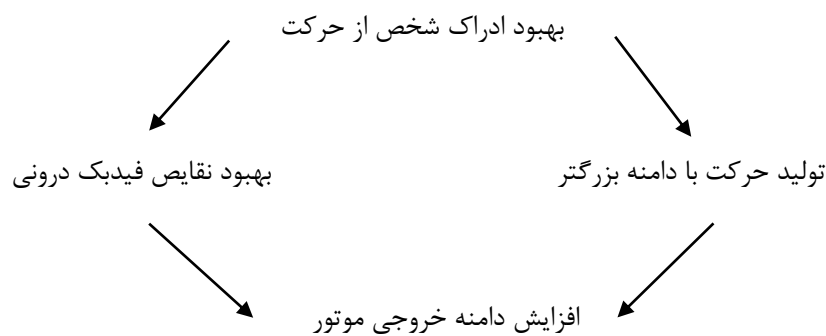 بهبود ادراک شخص از حرکت
تولید حرکت با دامنه بزرگتر
بهبود نقایص فیدبک درونی
افزایش دامنه خروجی موتور